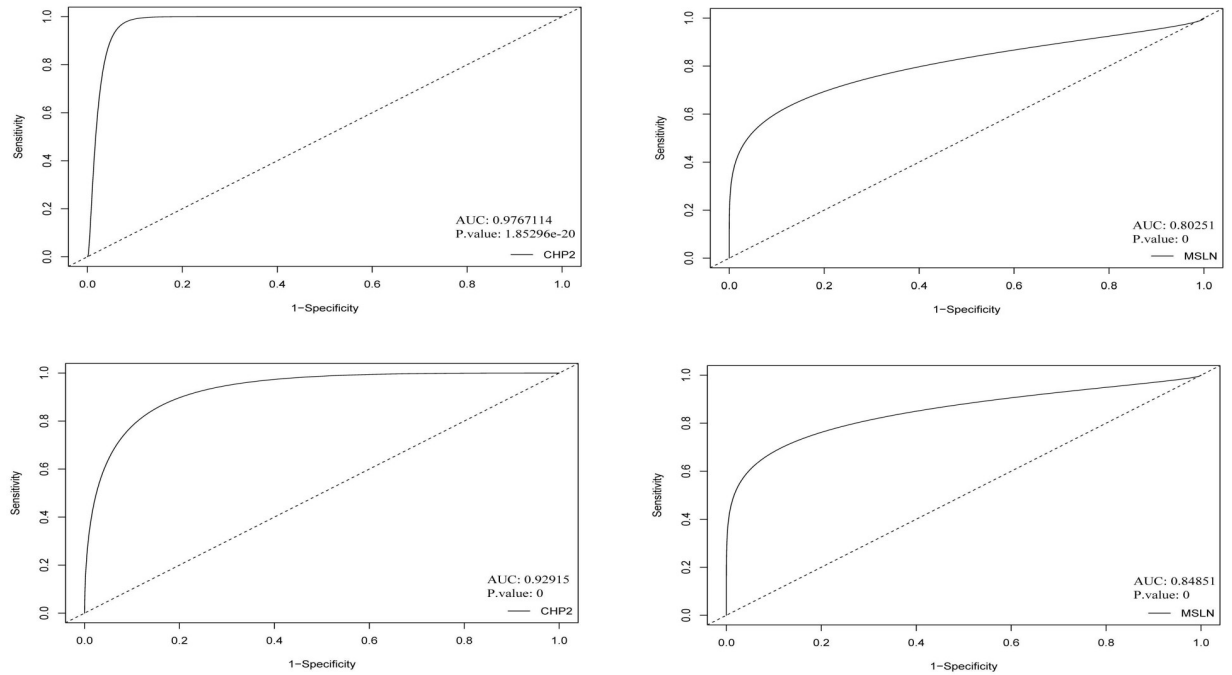 1.0
0.8
0.6
0.4
0.2
0.0
Sensitivity
AUC: 0.9767114
P.value: 1.85296e-20
CHP2
0.0 0.2 0.4 0.6 0.8 1.0
1−Specificity
1.0
0.8
0.6
0.4
0.2
0.0
Sensitivity
AUC: 0.80251
P.value: 0
MSLN
0.0 0.2 0.4 0.6 0.8 1.0
1−Specificity
1.0
0.8
0.6
0.4
0.2
0.0
Sensitivity
AUC: 0.92915
P.value: 0
CHP2
0.0 0.2 0.4 0.6 0.8 1.0
1−Specificity
1.0
0.8
0.6
0.4
0.2
0.0
Sensitivity
AUC: 0.84851
P.value: 0
MSLN
0.0 0.2 0.4 0.6 0.8 1.0
1−Specificity